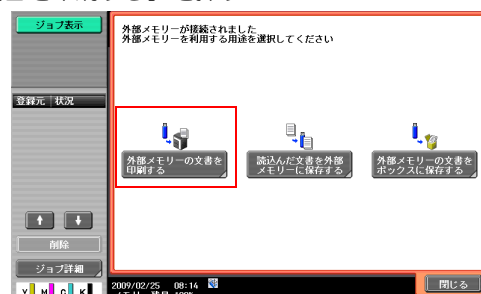 ジョブ表示
外部メモリーが接続されました
外部メモリーを利用する用途を選択してください
登録元 状況
外部メモリーの文書を
印刷する
読込んだ文書を外部
メモリーに保存する
外部メモリーの文書を
ボックスに保存する
削除
ジョブ詳細
Y M C K
2009/02/25 08:14
閉じる